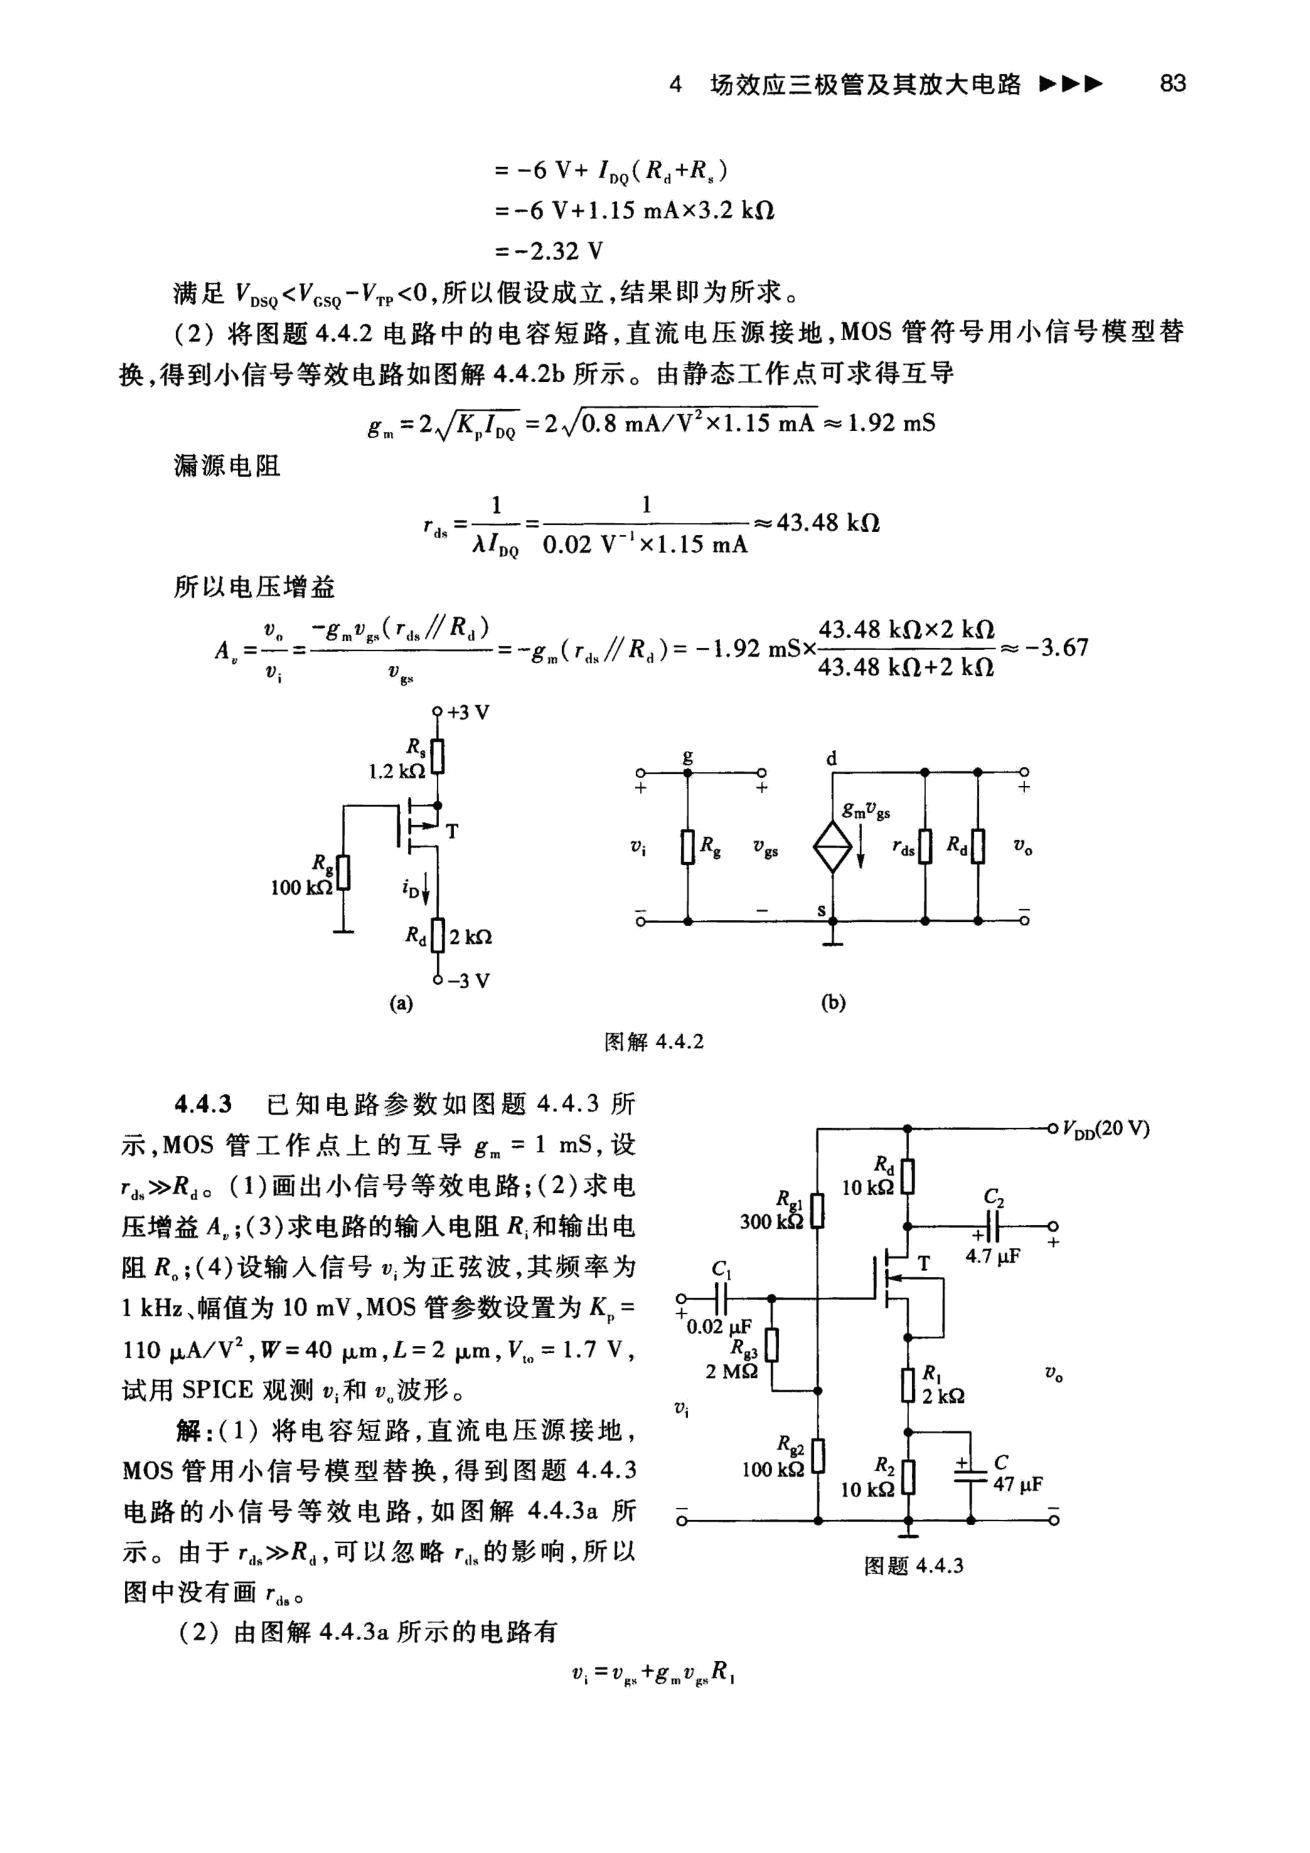 4 场效应三极管及其放大电路 ▶▶▶ 83
= -6 V+ I_DQ(R_d+R_s)
=-6 V+1.15 mA×3.2 kΩ
=-2.32 V
满足 V_DSQ<V_GSQ-V_TP<0,所以假设成立,结果即为所求。
(2) 将图题 4.4.2 电路中的电容短路,直流电压源接地,MOS 管符号用小信号模型替
换,得到小信号等效电路如图解 4.4.2b 所示。由静态工作点可求得互导
g_m=2√(K_pI_DQ)=2√(0.8 mA/V²×1.15 mA)≈1.92 mS
漏源电阻
r_ds=1/(λI_DQ)=1/(0.02 V⁻¹×1.15 mA)≈43.48 kΩ
所以电压增益
A_v=v_o/v_i=-g_mv_gs(r_ds∥R_d)/v_gs=-g_m(r_ds∥R_d)=-1.92 mS×(43.48 kΩ×2 kΩ)/(43.48 kΩ+2 kΩ)≈-3.67
+3 V
R_s
1.2 kΩ
T
R_g
100 kΩ
i_D
R_d 2 kΩ
-3 V
(a)
g
d
+ + +
g_mv_gs
v_i R_g v_gs r_ds R_d v_o
- - s -
(b)
图解 4.4.2
4.4.3 已知电路参数如图题 4.4.3 所
示,MOS 管工作点上的互导 g_m = 1 mS,设
r_ds≫R_d。(1)画出小信号等效电路;(2)求电
压增益 A_v;(3)求电路的输入电阻 R_i和输出电
阻 R_o;(4)设输入信号 v_i为正弦波,其频率为
1 kHz、幅值为 10 mV,MOS 管参数设置为 K_p =
110 μA/V²,W=40 μm,L=2 μm,V_to=1.7 V,
试用 SPICE 观测 v_i和 v_o波形。
解:(1) 将电容短路,直流电压源接地,
MOS 管用小信号模型替换,得到图题 4.4.3
电路的小信号等效电路,如图解 4.4.3a 所
示。由于 r_ds≫R_d,可以忽略 r_ds的影响,所以
图中没有画 r_ds。
V_DD(20 V)
R_d
10 kΩ
R_g1
300 kΩ
C_2
+
4.7 μF
+
T
C_1
+
0.02 μF
R_g3
2 MΩ
R_1
2 kΩ
v_o
v_i
R_g2
100 kΩ
R_2
10 kΩ
+ C
47 μF
- -
图题 4.4.3
(2) 由图解 4.4.3a 所示的电路有
v_i=v_gs+g_mv_gsR_1